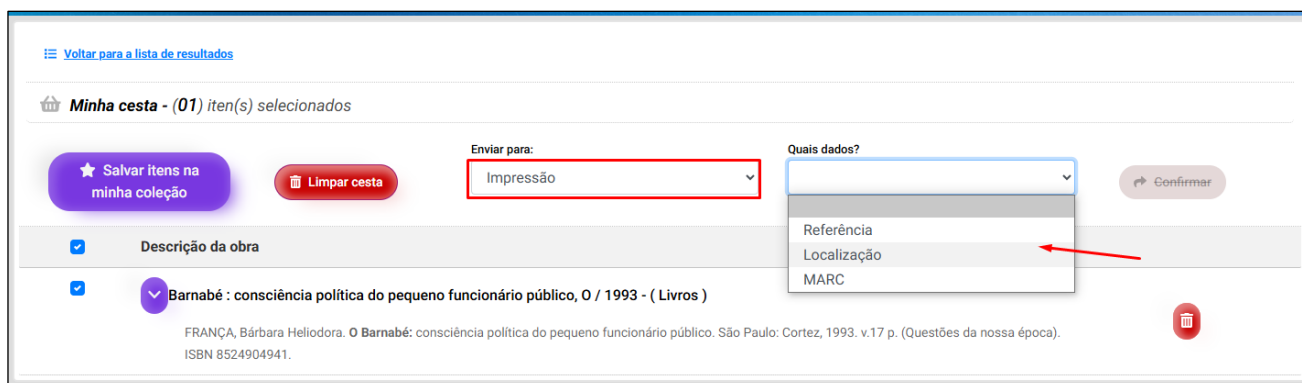 Voltar para a lista de resultados
Minha cesta - (01) iten(s) selecionados
Enviar para:
Quais dados?
Salvar itens na
minha coleção
Limpar cesta
Impressão
Confirmar
Referência
Localização
MARC
Descrição da obra
Barnabé : consciência política do pequeno funcionário público, O / 1993 - ( Livros )
FRANÇA, Bárbara Heliodora. O Barnabé: consciência política do pequeno funcionário público. São Paulo: Cortez, 1993. v.17 p. (Questões da nossa época).
ISBN 8524904941.